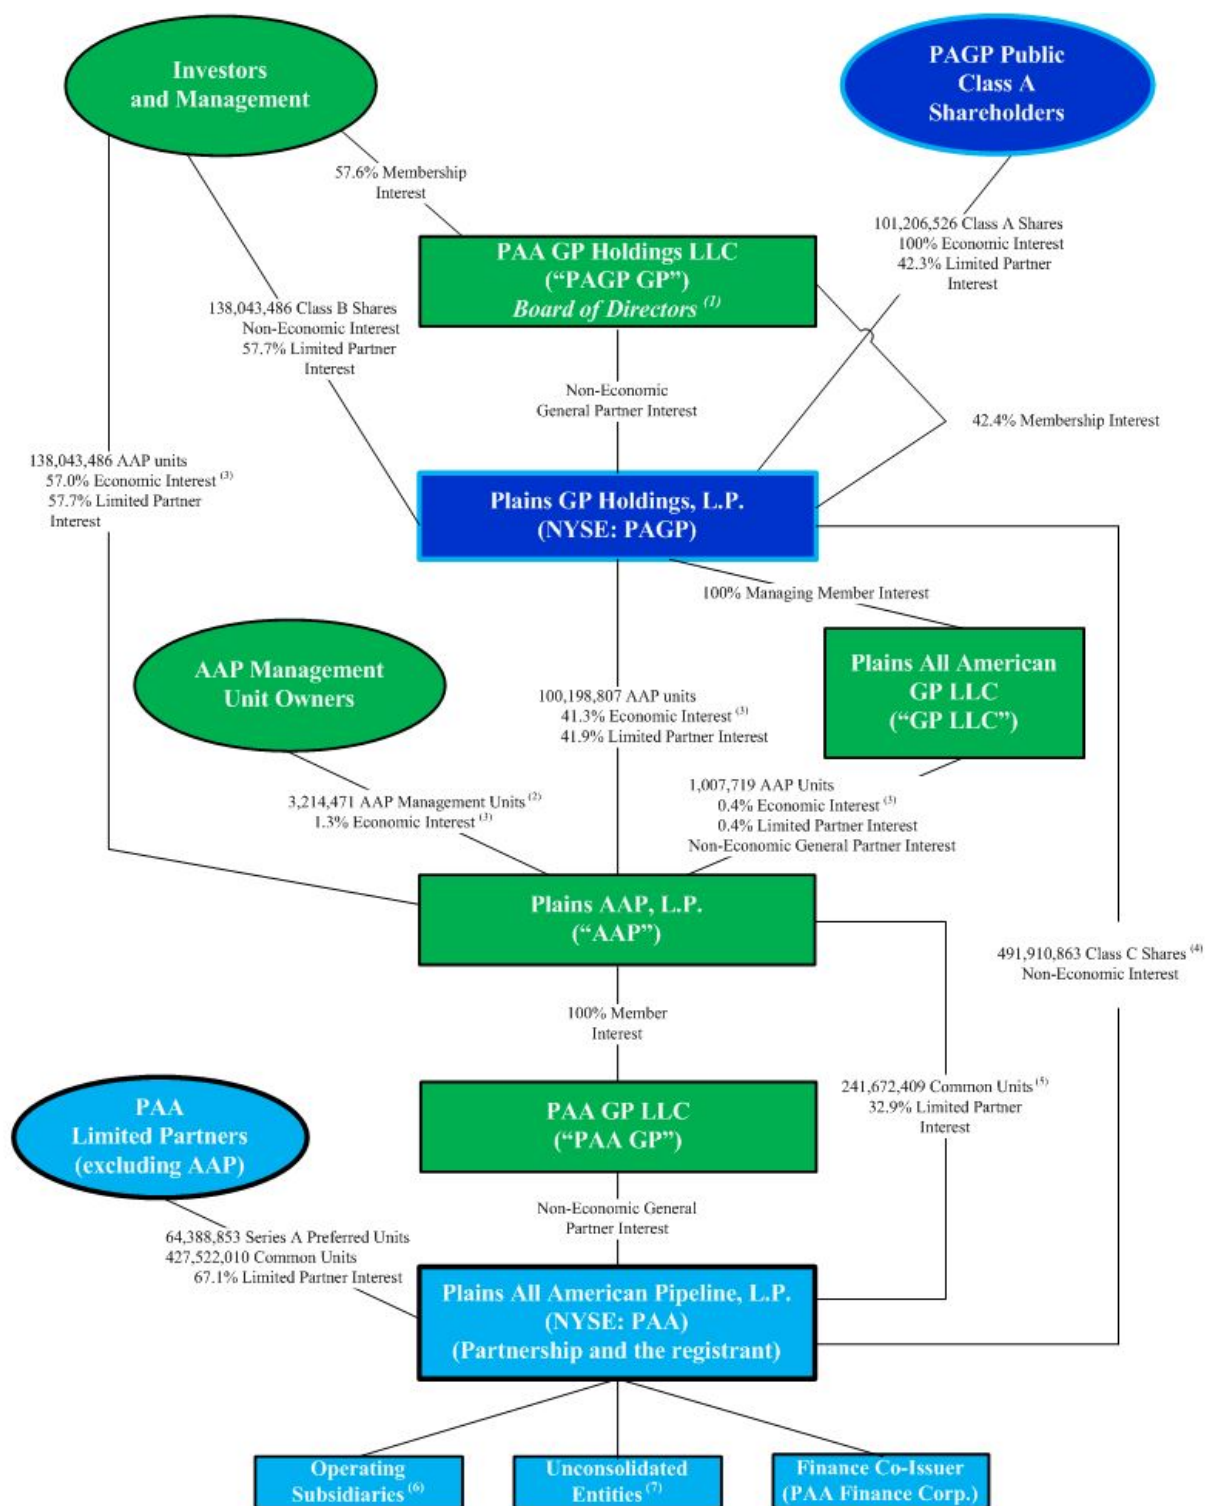 Investors
and Management
PAGP Public
Class A
Shareholders
57.6% Membership
Interest
101,206,526 Class A Shares
100% Economic Interest
42.3% Limited Partner
Interest
PAA GP Holdings LLC
(“PAGP GP”)
Board of Directors (1)
138,043,486 Class B Shares
Non-Economic Interest
57.7% Limited Partner
Interest
Non-Economic
General Partner Interest
42.4% Membership Interest
138,043,486 AAP units
57.0% Economic Interest (3)
57.7% Limited Partner
Interest
Plains GP Holdings, L.P.
(NYSE: PAGP)
100% Managing Member Interest
AAP Management
Unit Owners
Plains All American
GP LLC
(“GP LLC”)
100,198,807 AAP units
41.3% Economic Interest (3)
41.9% Limited Partner Interest
3,214,471 AAP Management Units (2)
1.3% Economic Interest (3)
1,007,719 AAP Units
0.4% Economic Interest (3)
0.4% Limited Partner Interest
Non-Economic General Partner Interest
Plains AAP, L.P.
(“AAP”)
491,910,863 Class C Shares (4)
Non-Economic Interest
100% Member
Interest
241,672,409 Common Units (5)
32.9% Limited Partner
Interest
PAA
Limited Partners
(excluding AAP)
PAA GP LLC
(“PAA GP”)
Non-Economic General
Partner Interest
64,388,853 Series A Preferred Units
427,522,010 Common Units
67.1% Limited Partner Interest
Plains All American Pipeline, L.P.
(NYSE: PAA)
(Partnership and the registrant)
Operating
Subsidiaries (6)
Unconsolidated
Entities (7)
Finance Co-Issuer
(PAA Finance Corp.)